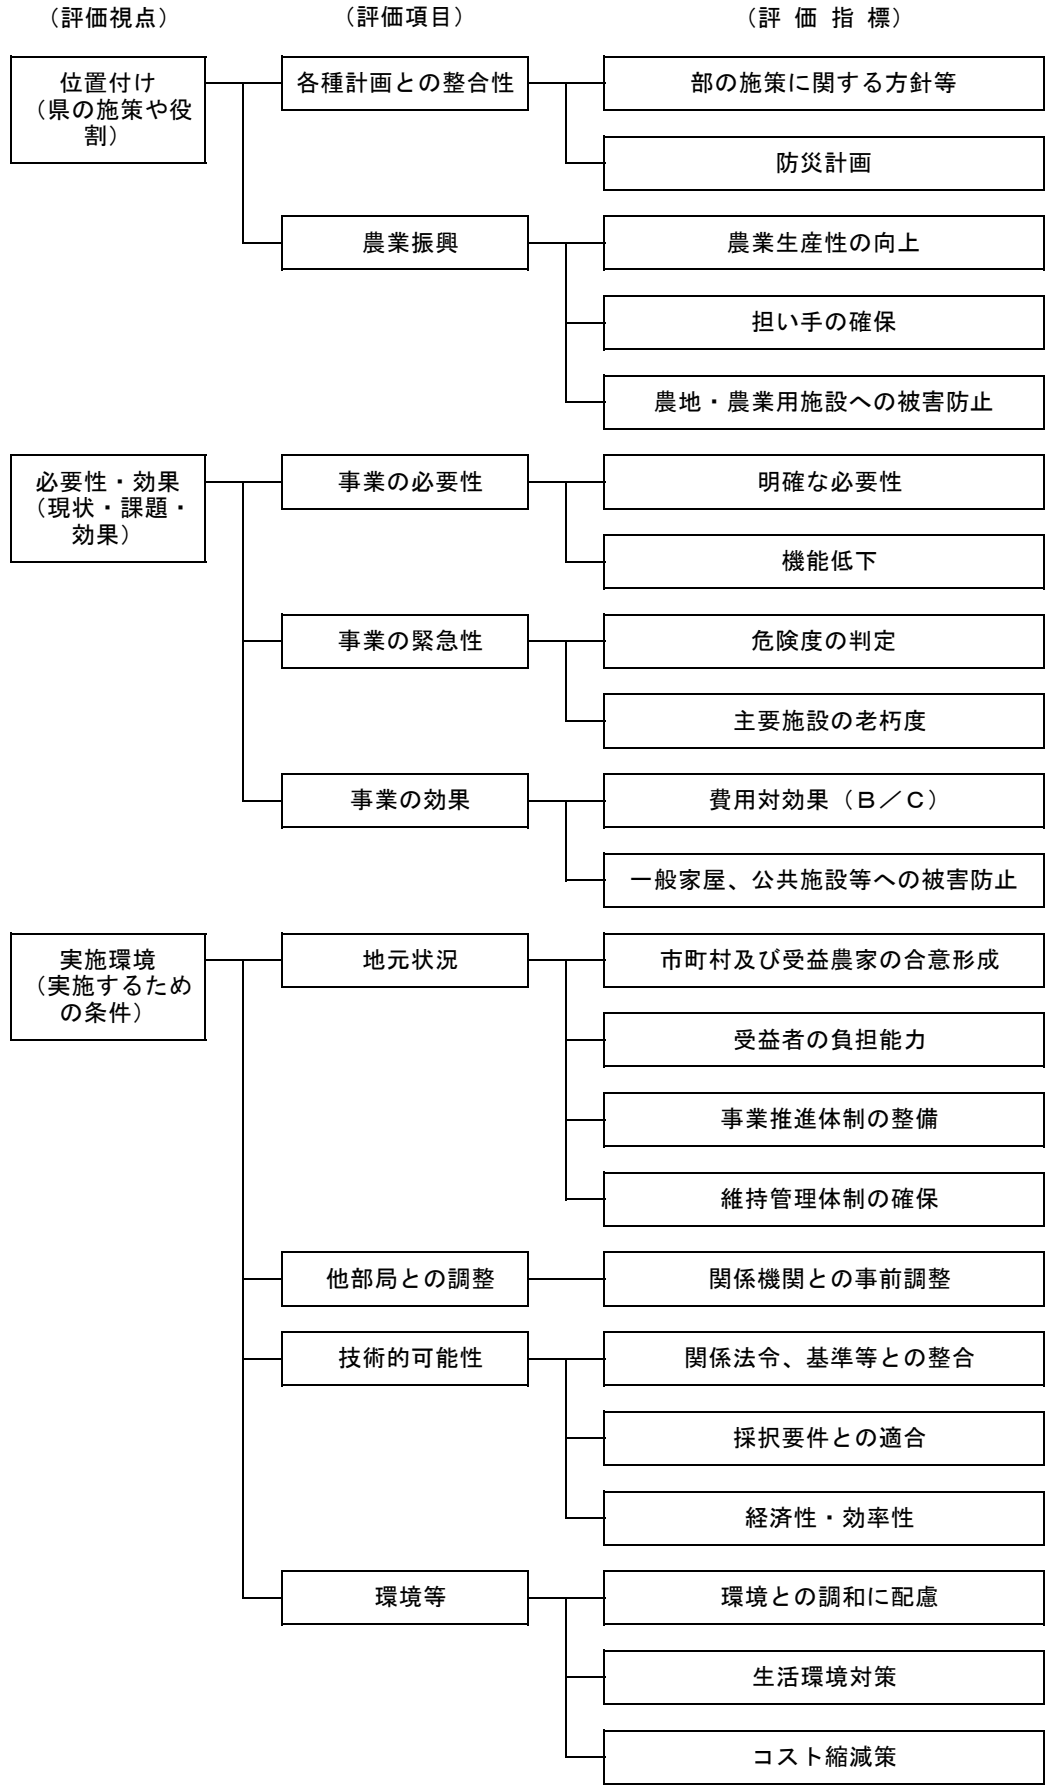 （評価視点）
（評価項目）
（評 価 指 標）
位置付け
（県の施策や役
割）
各種計画との整合性
部の施策に関する方針等
防災計画
農業振興
農業生産性の向上
担い手の確保
農地・農業用施設への被害防止
必要性・効果
（現状・課題・
効果）
事業の必要性
明確な必要性
機能低下
事業の緊急性
危険度の判定
主要施設の老朽度
事業の効果
費用対効果（Ｂ／Ｃ）
一般家屋、公共施設等への被害防止
実施環境
（実施するため
の条件）
地元状況
市町村及び受益農家の合意形成
受益者の負担能力
事業推進体制の整備
維持管理体制の確保
他部局との調整
関係機関との事前調整
技術的可能性
関係法令、基準等との整合
採択要件との適合
経済性・効率性
環境等
環境との調和に配慮
生活環境対策
コスト縮減策